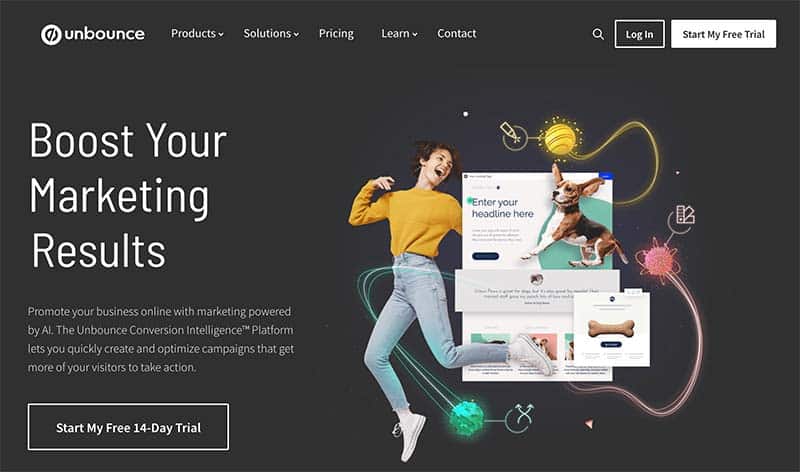 unbounce
Products
Solutions
Pricing
Learn
Contact
Log In
Start My Free Trial
Boost Your
Marketing
Results
Promote your business online with marketing powered
by AI. The Unbounce Conversion Intelligence™ Platform
lets you quickly create and optimize campaigns that get
more of your visitors to take action.
Start My Free 14-Day Trial
Enter your
headline here